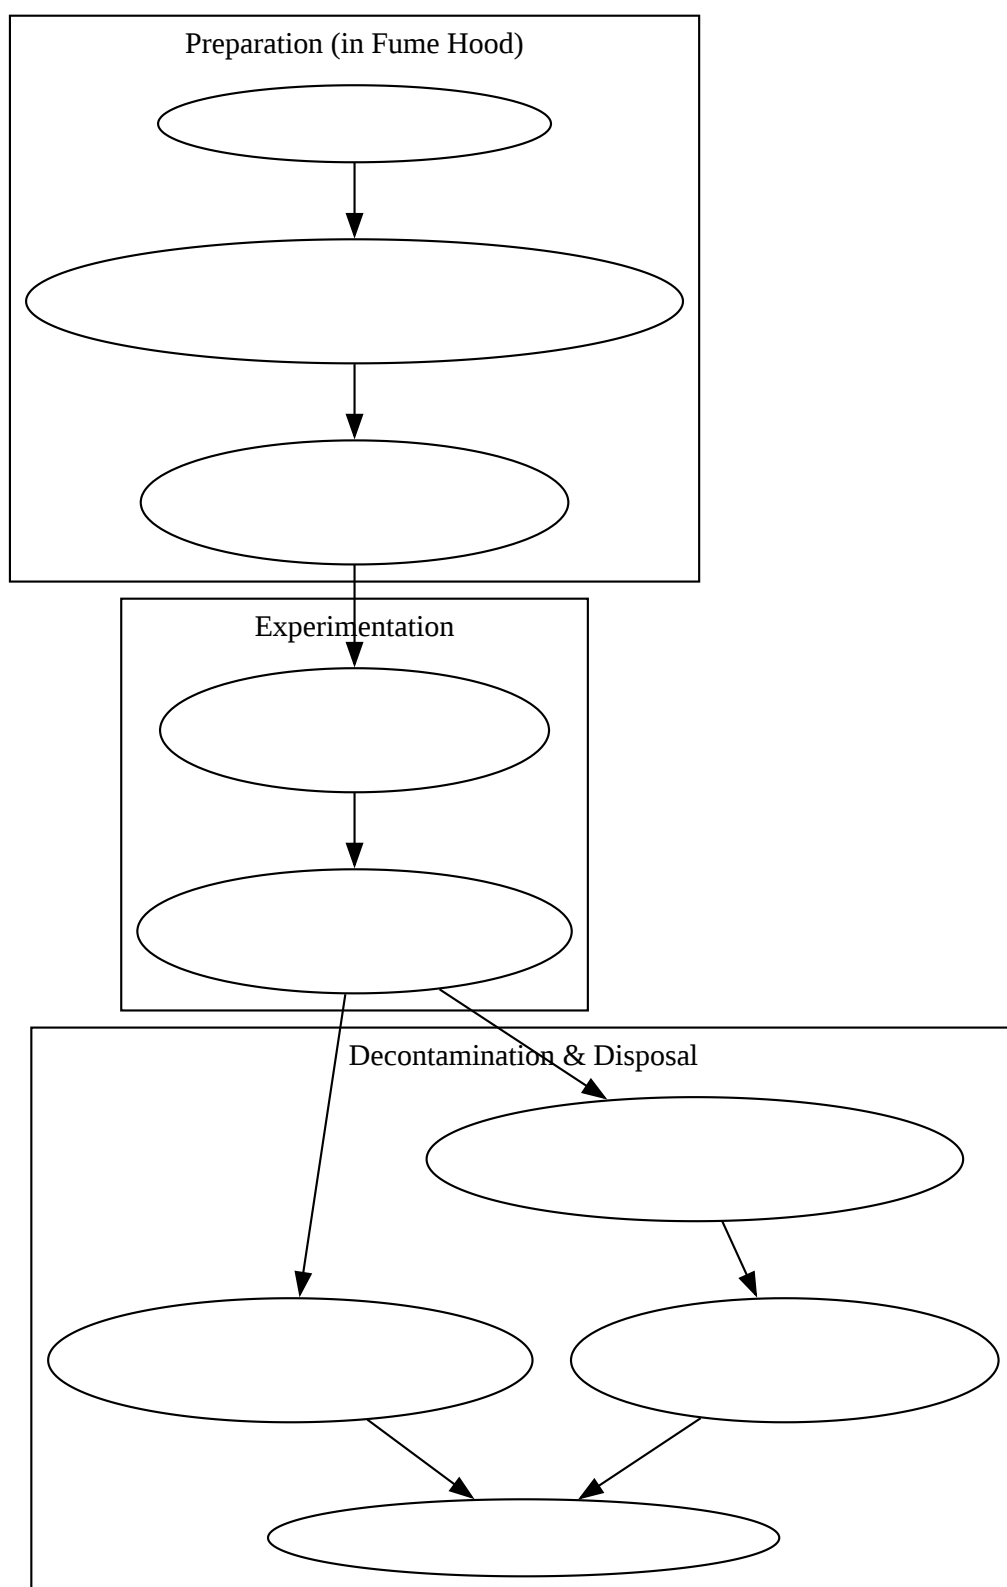 Preparation (in Fume Hood)
Experimentation
Decontamination & Disposal